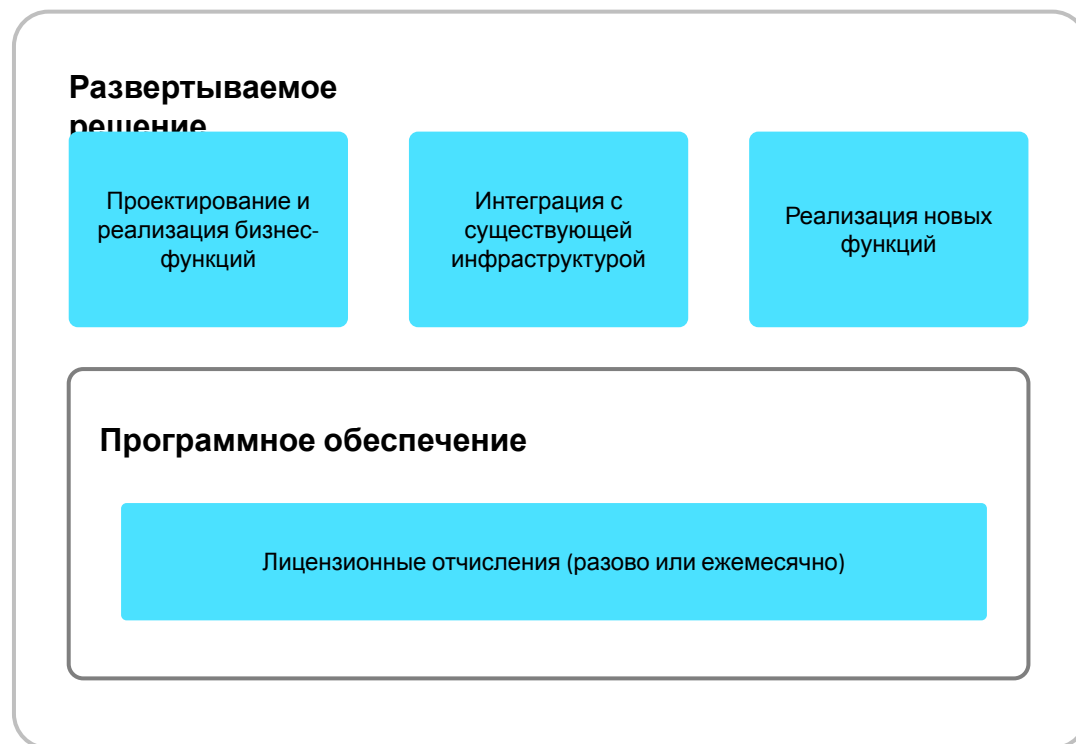 Развертываемое
решение
Проектирование и
реализация бизнес-
функций
Интеграция с
существующей
инфраструктурой
Реализация новых
функций
Программное обеспечение
Лицензионные отчисления (разово или ежемесячно)